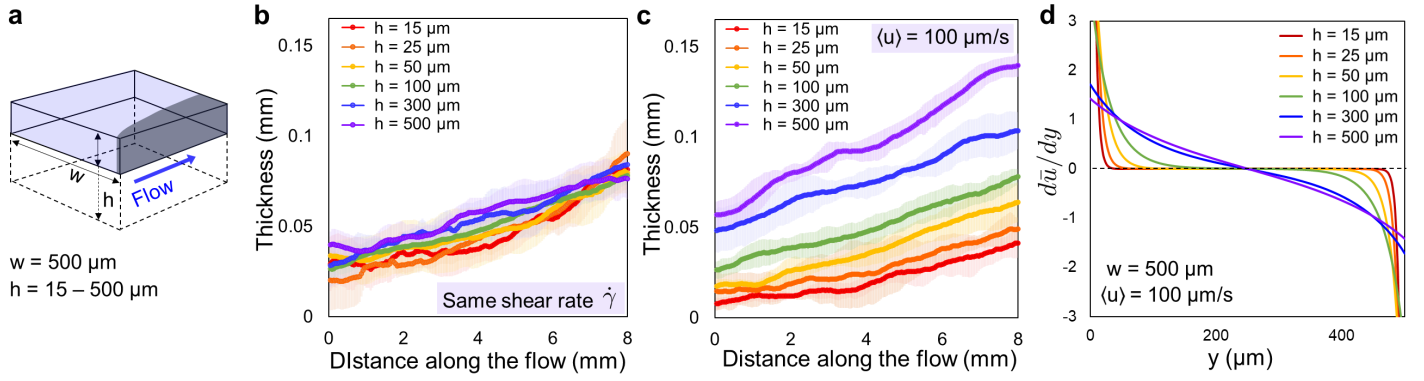 a
w
h
Flow
w = 500 µm
h = 15 – 500 µm
b
h = 15 µm
h = 25 µm
h = 50 µm
h = 100 µm
h = 300 µm
h = 500 µm
Thickness (mm)
0.15
0.1
0.05
0
Same shear rate γ̇
0 2 4 6 8
DIstance along the flow (mm)
c
⟨u⟩ = 100 µm/s
h = 15 µm
h = 25 µm
h = 50 µm
h = 100 µm
h = 300 µm
h = 500 µm
Thickness (mm)
0.15
0.1
0.05
0
0 2 4 6 8
Distance along the flow (mm)
d
h = 15 µm
h = 25 µm
h = 50 µm
h = 100 µm
h = 300 µm
h = 500 µm
dū/dy
3
2
1
0
-1
-2
-3
w = 500 µm
⟨u⟩ = 100 µm/s
0 200 400
y (µm)